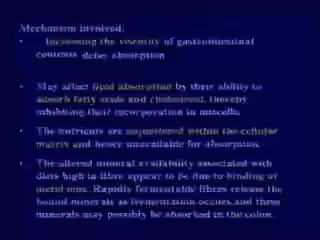 Mechanism involved:
• Increasing the viscosity of gastrointestinal
contents delay absorption
• May affect lipid absorption by their ability to
adsorb fatty acids and cholesterol, thereby
inhibiting their incorporation in micelle.
• The nutrients are sequestered within the cellular
matrix and hence unavailable for absorption.
• The altered mineral availability associated with
diets high in fibre appear to be due to binding of
metal ions. Rapidly fermentable fibres release the
bound minerals as fermentation occurs and these
minerals may possibly be absorbed in the colon.